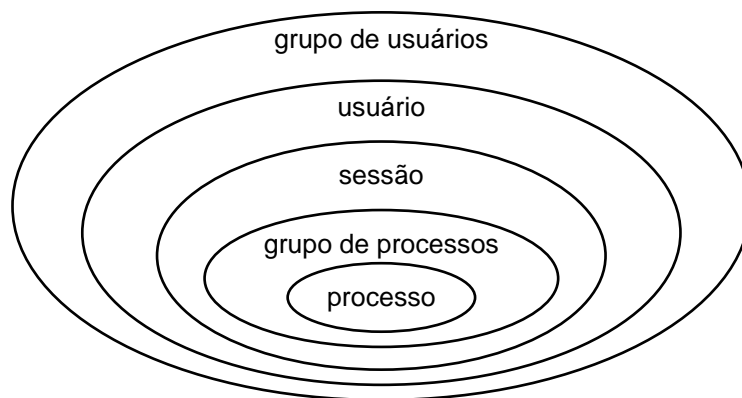 grupo de usuários
usuário
sessão
grupo de processos
processo